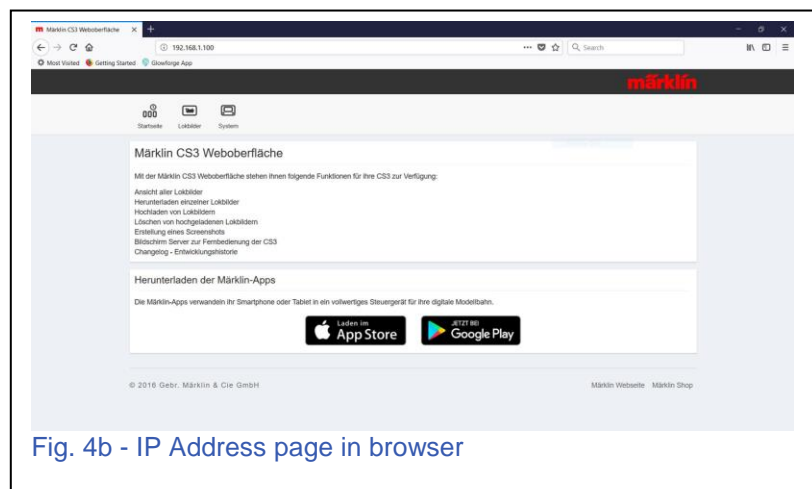 Märklin CS3 Weboberfläche
192.168.1.100
Search
Most Visited
Getting Started
Glowforge App
märklin
Startseite
Lokbilder
System
Märklin CS3 Weboberfläche
Mit der Märklin CS3 Weboberfläche stehen ihnen folgende Funktionen für ihre CS3 zur Verfügung:
Ansicht aller Lokbilder
Herunterladen einzelner Lokbilder
Hochladen von Lokbildern
Löschen von hochgeladenen Lokbildern
Erstellung eines Screenshots
Bildschirm Server zur Fernbedienung der CS3
Changelog - Entwicklungshistorie
Herunterladen der Märklin-Apps
Die Märklin-Apps verwandeln ihr Smartphone oder Tablet in ein vollwertiges Steuergerät für ihre digitale Modellbahn.
Laden im
App Store
JETZT BEI
Google Play
© 2016 Gebr. Märklin & Cie GmbH
Märklin Webseite Märklin Shop
Fig. 4b - IP Address page in browser